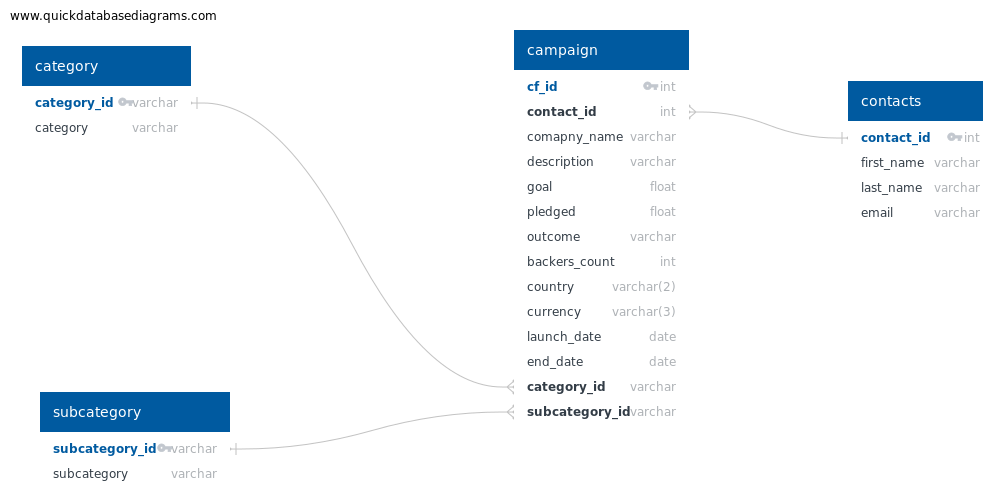 www.quickdatabasediagrams.com
category
category_id varchar
category varchar
campaign
cf_id int
contact_id int
comapny_name varchar
description varchar
goal float
pledged float
outcome varchar
backers_count int
country varchar(2)
currency varchar(3)
launch_date date
end_date date
category_id varchar
subcategory_id varchar
contacts
contact_id int
first_name varchar
last_name varchar
email varchar
subcategory
subcategory_id varchar
subcategory varchar